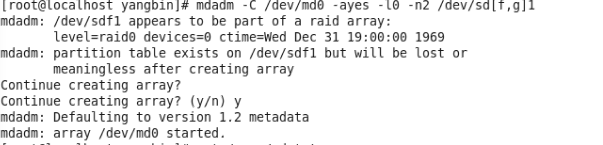 [root@localhost yangbin]# mdadm -C /dev/md0 -ayes -l0 -n2 /dev/sd[f,g]1
mdadm: /dev/sdf1 appears to be part of a raid array:
level=raid0 devices=0 ctime=Wed Dec 31 19:00:00 1969
mdadm: partition table exists on /dev/sdf1 but will be lost or
meaningless after creating array
Continue creating array?
Continue creating array? (y/n) y
mdadm: Defaulting to version 1.2 metadata
mdadm: array /dev/md0 started.